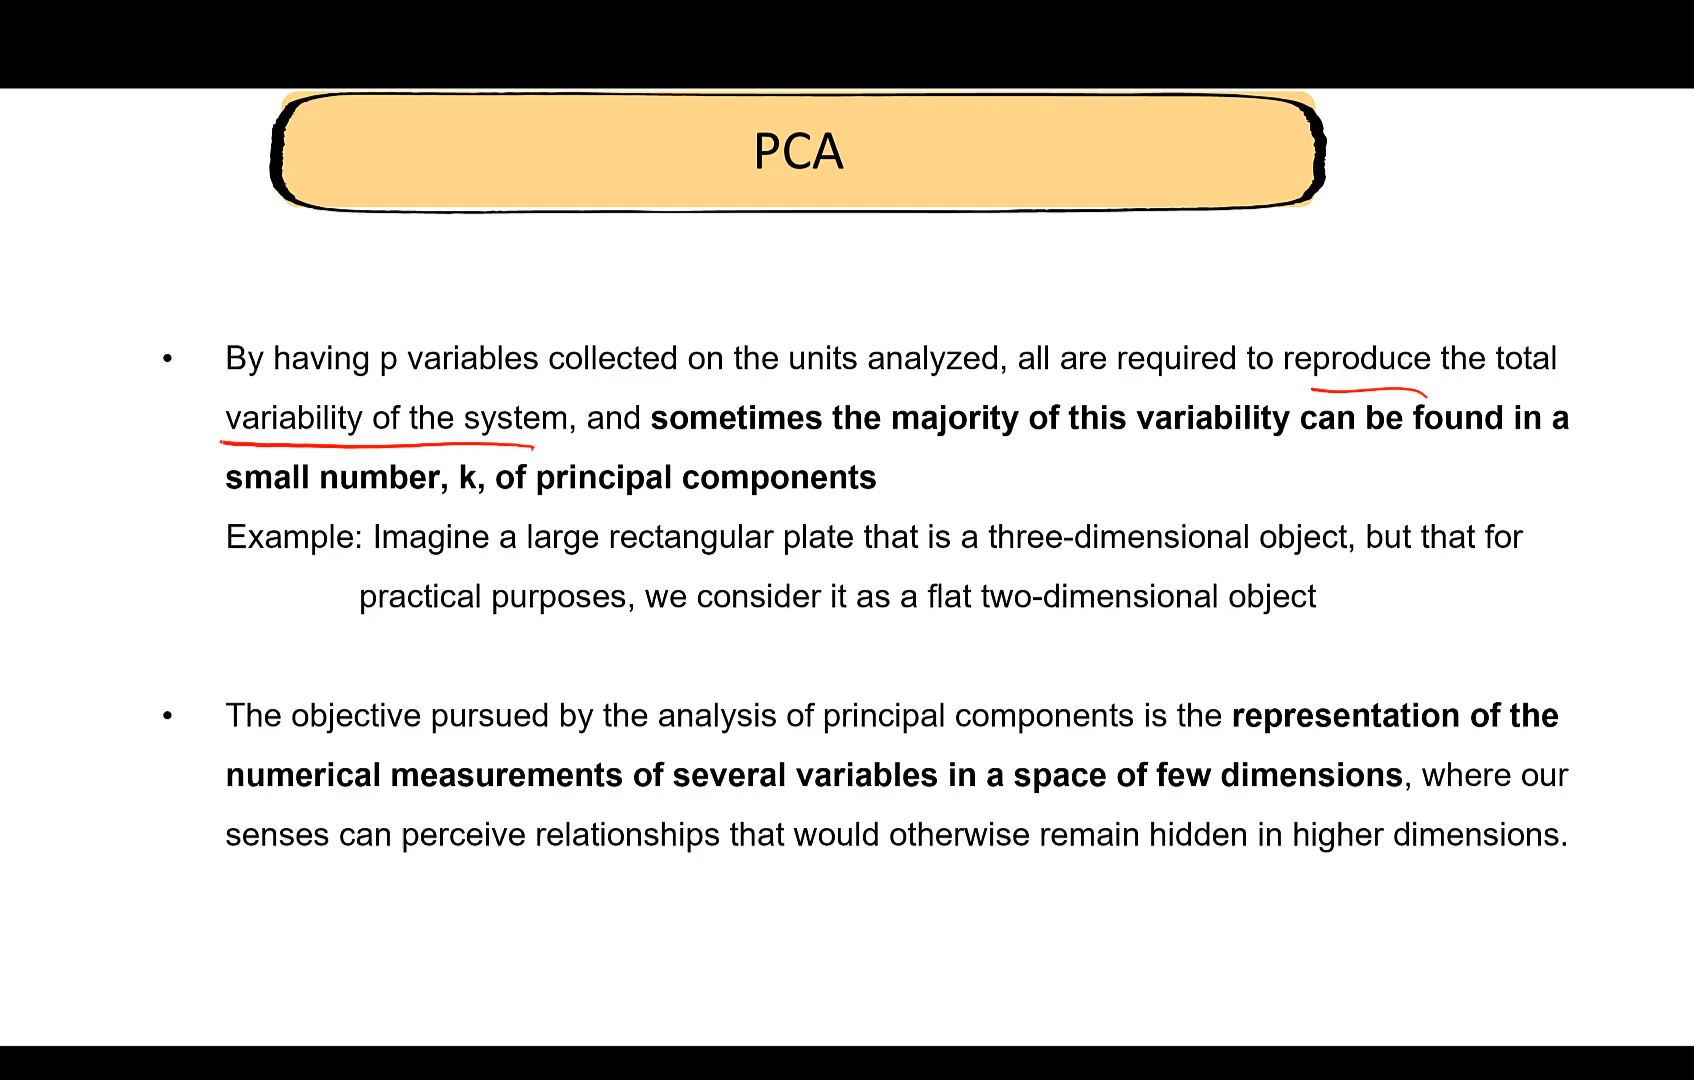 PCA
• By having p variables collected on the units analyzed, all are required to reproduce the total
variability of the system, and sometimes the majority of this variability can be found in a
small number, k, of principal components
Example: Imagine a large rectangular plate that is a three-dimensional object, but that for
practical purposes, we consider it as a flat two-dimensional object
• The objective pursued by the analysis of principal components is the representation of the
numerical measurements of several variables in a space of few dimensions, where our
senses can perceive relationships that would otherwise remain hidden in higher dimensions.